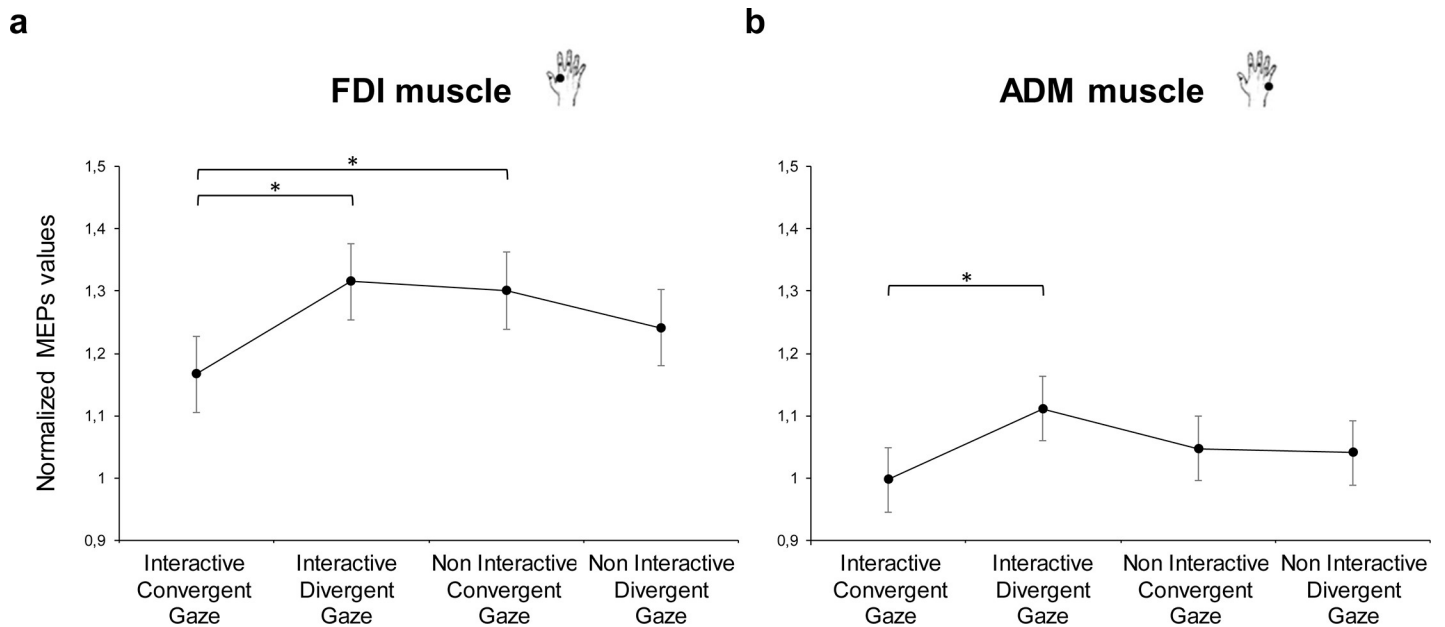 a
FDI muscle
Normalized MEPs values
1,5
1,4
1,3
1,2
1,1
1
0,9
*
*
Interactive
Convergent
Gaze
Interactive
Divergent
Gaze
Non Interactive
Convergent
Gaze
Non Interactive
Divergent
Gaze
b
ADM muscle
1,5
1,4
1,3
1,2
1,1
1
0,9
*
Interactive
Convergent
Gaze
Interactive
Divergent
Gaze
Non Interactive
Convergent
Gaze
Non Interactive
Divergent
Gaze